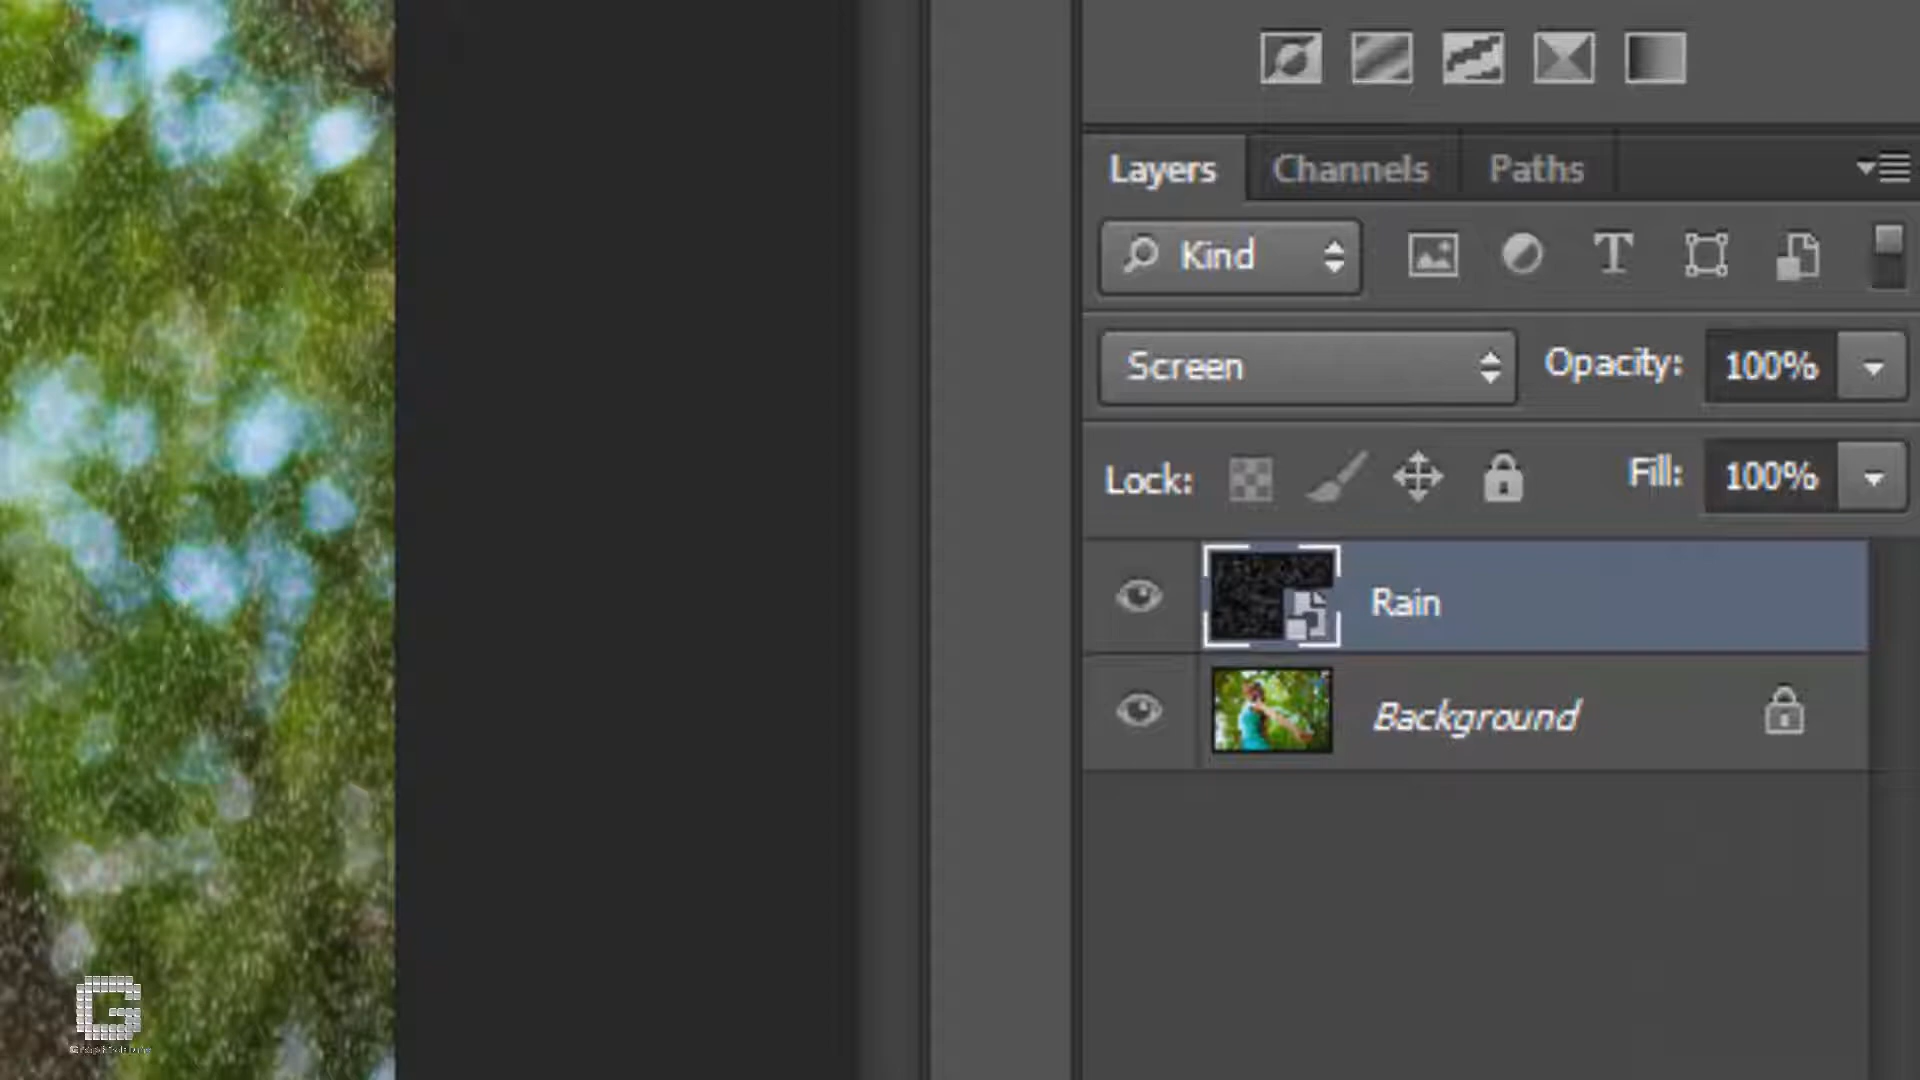 Layers Channels Paths
Kind
T
Screen Opacity: 100%
Lock: Fill: 100%
Rain
Background
G